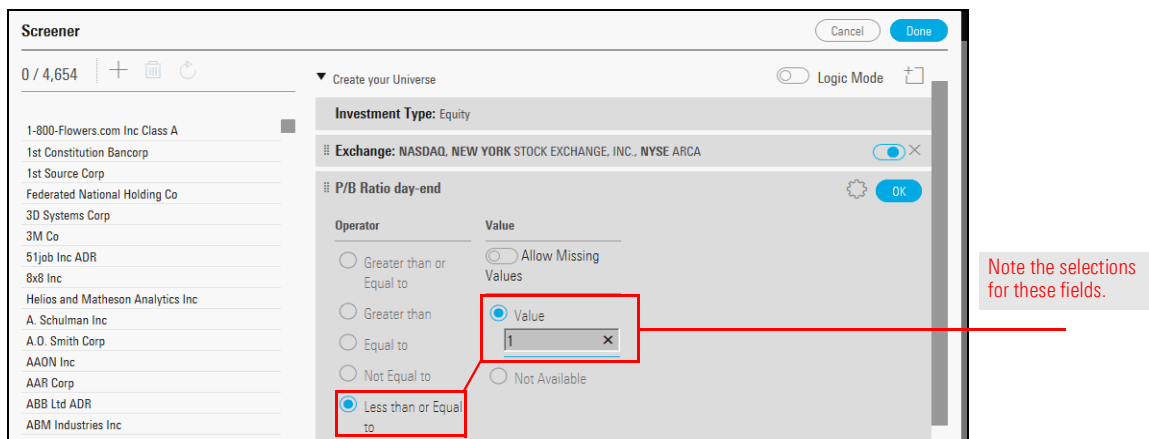 Screener
Cancel
Done
0 / 4,654
Create your Universe
Logic Mode
Investment Type: Equity
1-800-Flowers.com Inc Class A
1st Constitution Bancorp
1st Source Corp
Federated National Holding Co
3D Systems Corp
3M Co
51job Inc ADR
8x8 Inc
Helios and Matheson Analytics Inc
A. Schulman Inc
A.O. Smith Corp
AAON Inc
AAR Corp
ABB Ltd ADR
ABM Industries Inc
Exchange: NASDAQ, NEW YORK STOCK EXCHANGE, INC., NYSE ARCA
P/B Ratio day-end
OK
Operator
Greater than or
Equal to
Greater than
Equal to
Not Equal to
Less than or Equal
to
Value
Allow Missing
Values
Value
1
Not Available
Note the selections
for these fields.